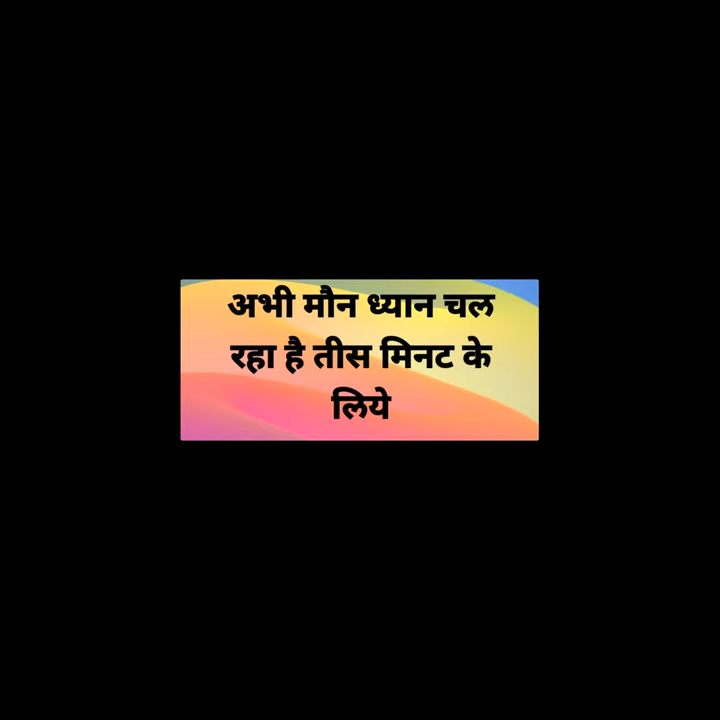 अभी मौन ध्यान चल
रहा है तीस मिनट के
लिये